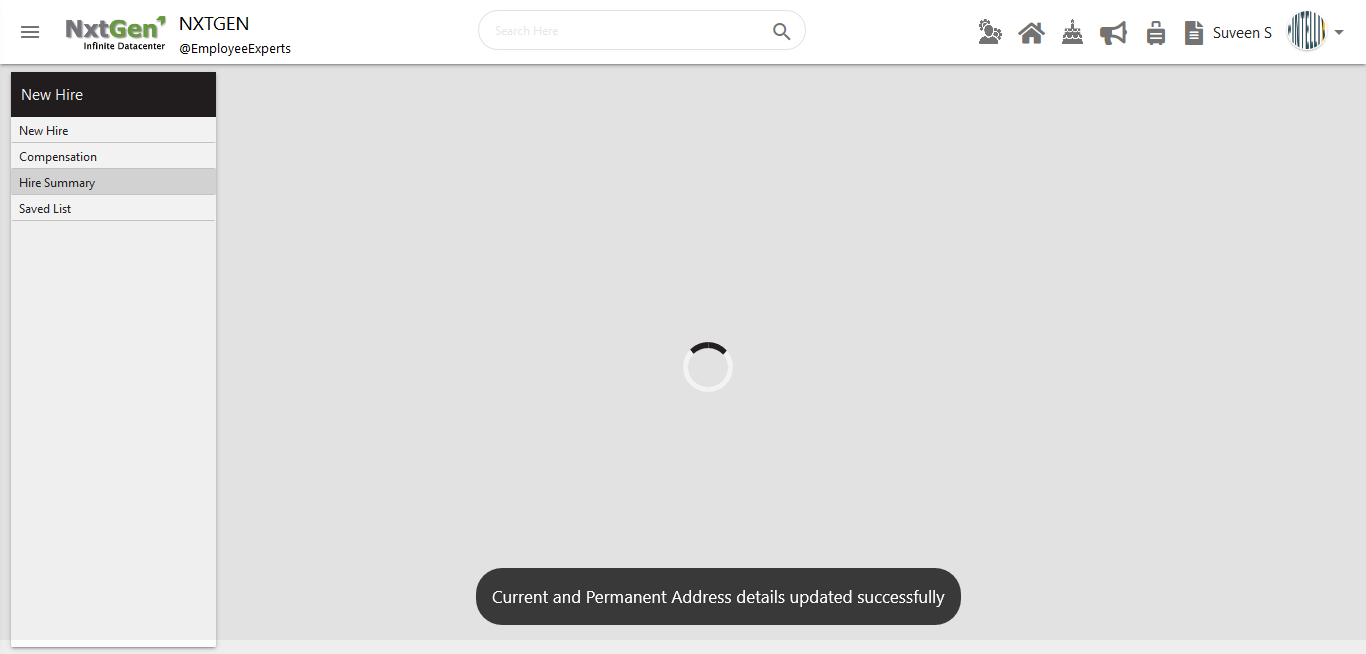 NxtGen
Infinite Datacenter
NXTGEN
@EmployeeExperts
Search Here
Suveen S
INTELI
New Hire
New Hire
Compensation
Hire Summary
Saved List
Current and Permanent Address details updated successfully